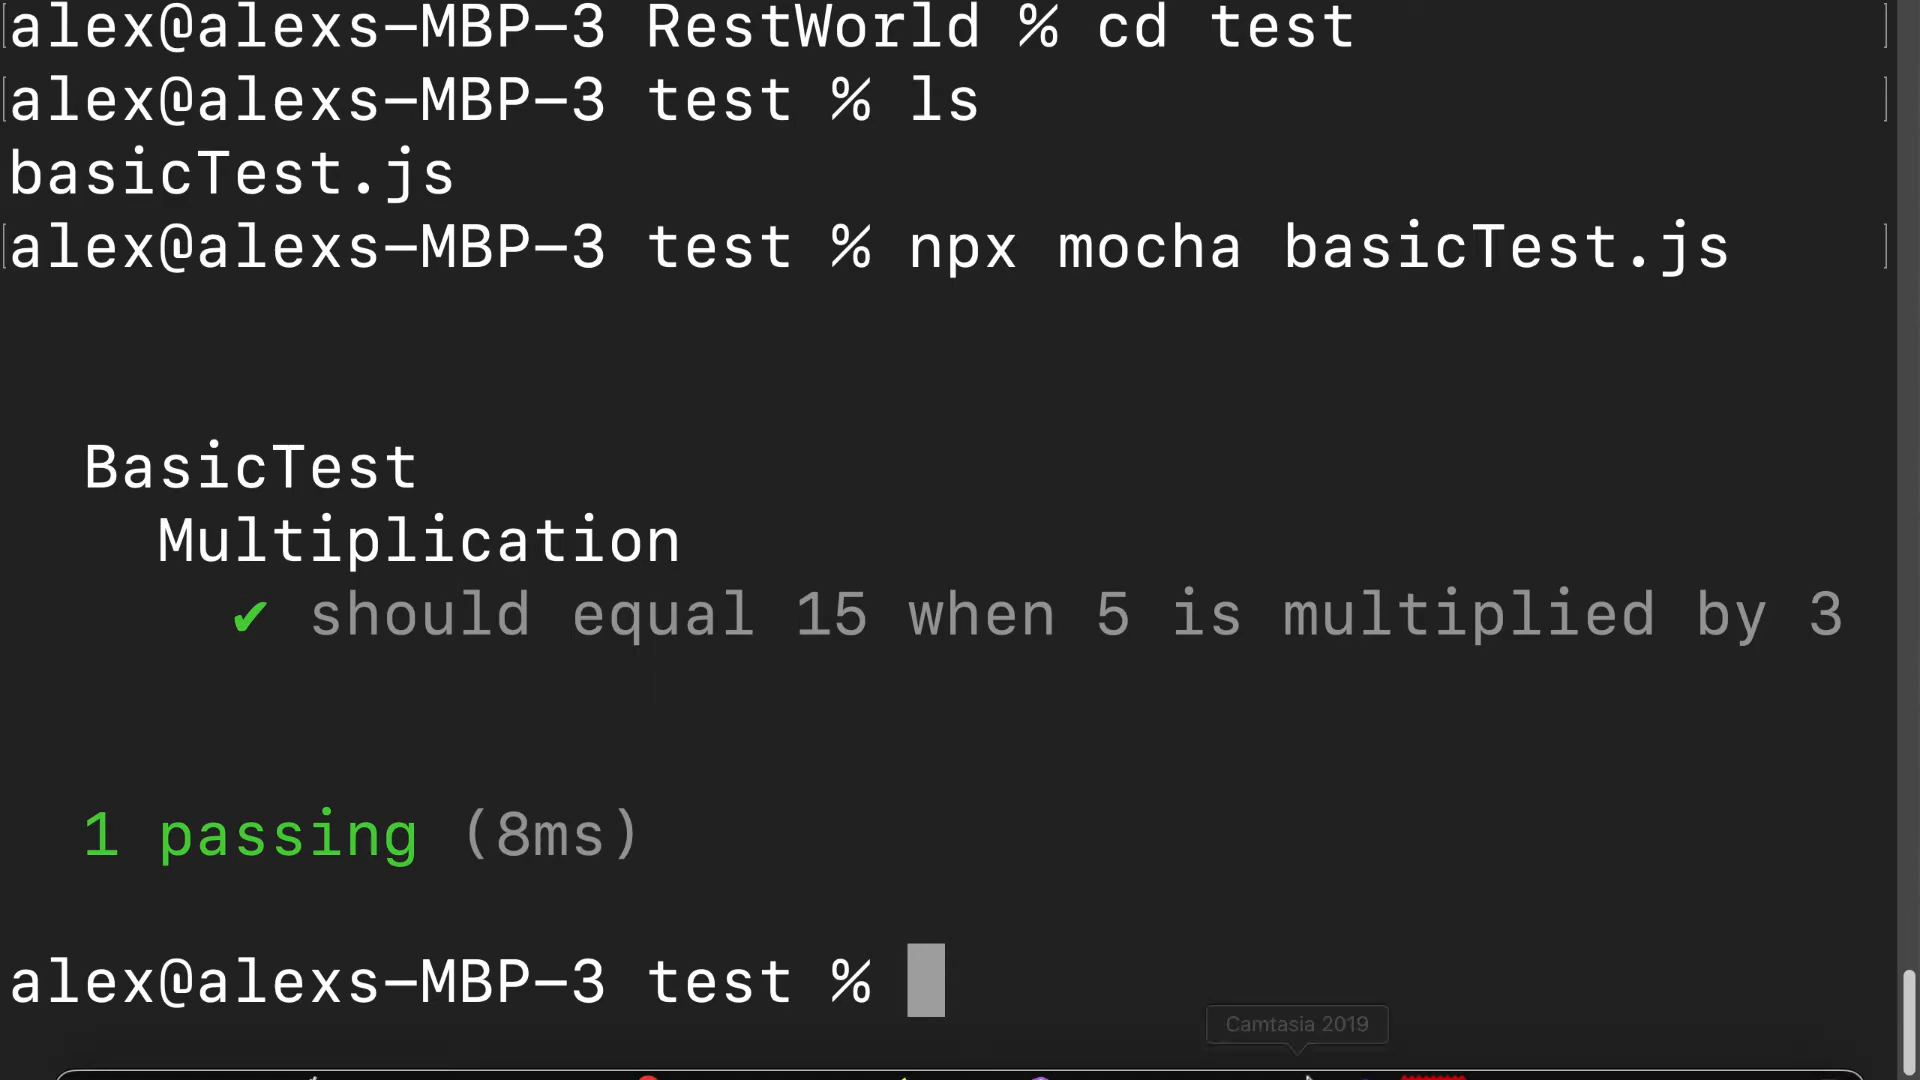 alex@alexs-MBP-3 RestWorld % cd test
alex@alexs-MBP-3 test % ls
basicTest.js
alex@alexs-MBP-3 test % npx mocha basicTest.js
BasicTest
Multiplication
✔ should equal 15 when 5 is multiplied by 3
1 passing (8ms)
alex@alexs-MBP-3 test %
Camtasia 2019